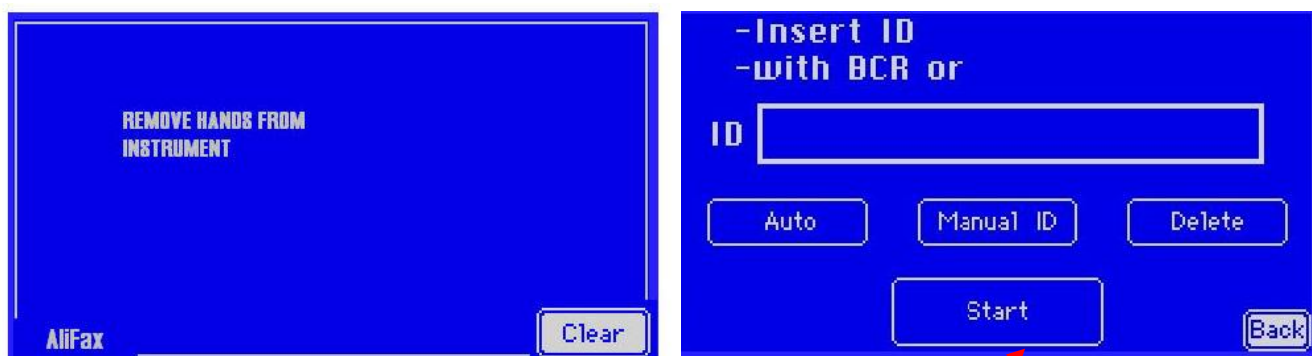 REMOVE HANDS FROM
INSTRUMENT
AliFax
Clear
-Insert ID
-with BCR or
ID
Auto
Manual ID
Delete
Start
Back